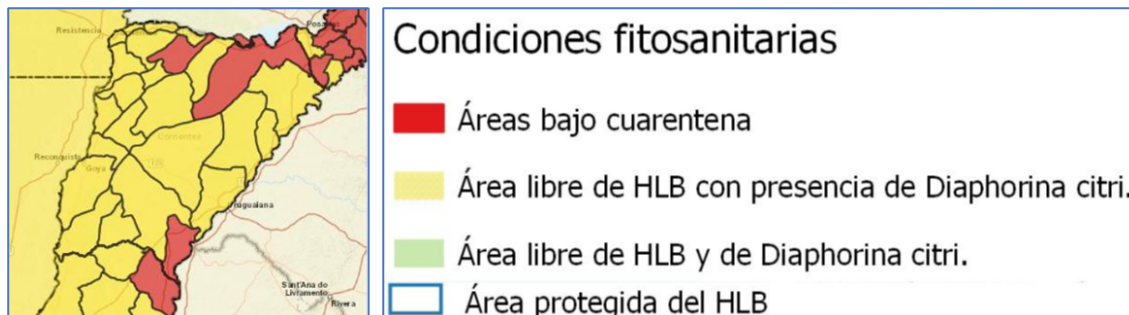 Resistencia
Posadas
Corrientes
Reconquista
Goya
Uruguaiana
Sant'Ana do
Livramento
Rivera
Condiciones fitosanitarias
Áreas bajo cuarentena
Área libre de HLB con presencia de Diaphorina citri.
Área libre de HLB y de Diaphorina citri.
Área protegida del HLB